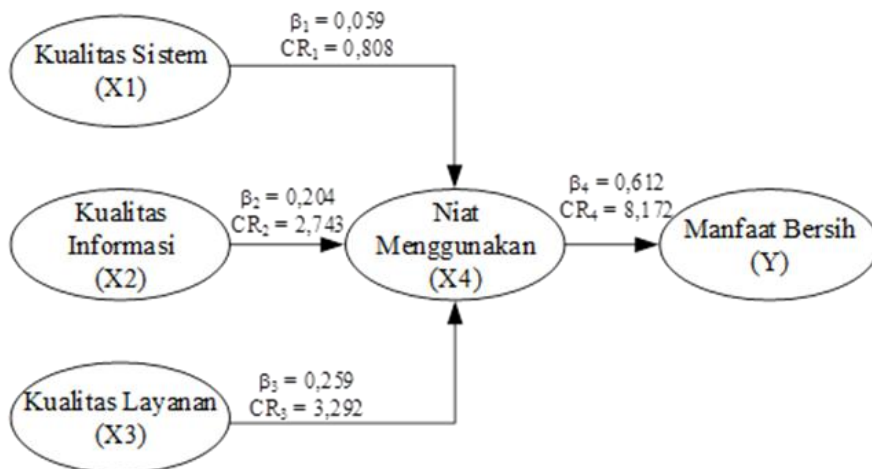 Kualitas Sistem
(X1)
β₁ = 0,059
CR₁ = 0,808
Kualitas
Informasi
(X2)
β₂ = 0,204
CR₂ = 2,743
Niat
Menggunakan
(X4)
β₄ = 0,612
CR₄ = 8,172
Manfaat Bersih
(Y)
Kualitas Layanan
(X3)
β₃ = 0,259
CR₃ = 3,292